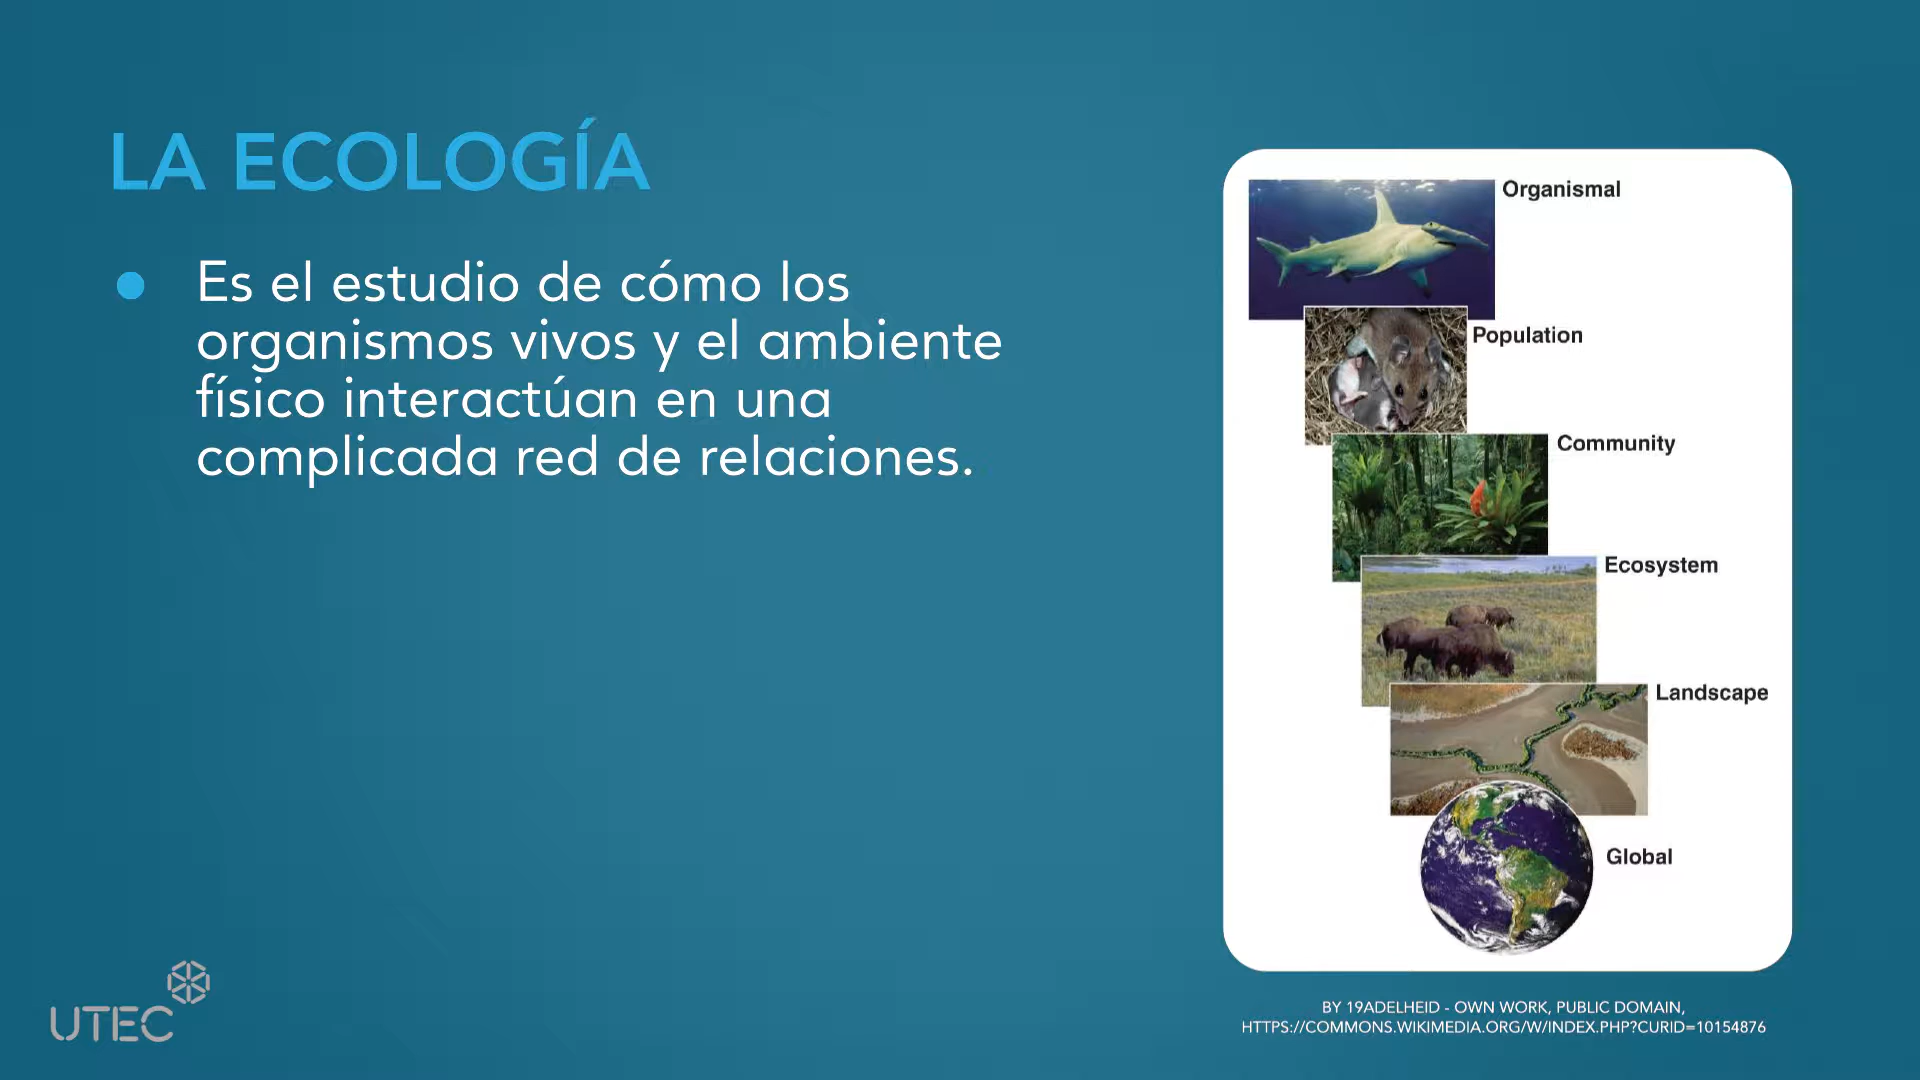 LA ECOLOGÍA
Es el estudio de cómo los
organismos vivos y el ambiente
físico interactúan en una
complicada red de relaciones.
Organismal
Population
Community
Ecosystem
Landscape
Global
BY 19ADELHEID - OWN WORK, PUBLIC DOMAIN,
HTTPS://COMMONS.WIKIMEDIA.ORG/W/INDEX.PHP?CURID=10154876
UTEC